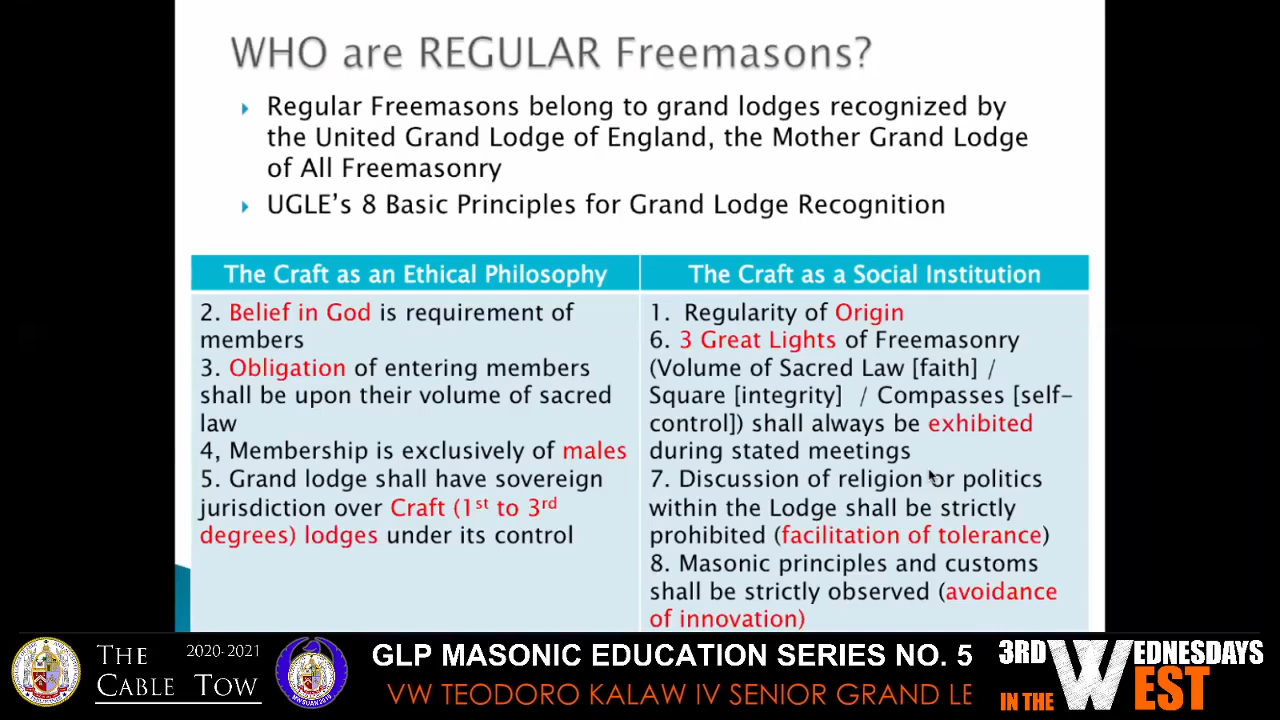 WHO are REGULAR Freemasons?
Regular Freemasons belong to grand lodges recognized by
the United Grand Lodge of England, the Mother Grand Lodge
of All Freemasonry
UGLE's 8 Basic Principles for Grand Lodge Recognition
The Craft as an Ethical Philosophy
2. Belief in God is requirement of
members
3. Obligation of entering members
shall be upon their volume of sacred
law
4, Membership is exclusively of males
5. Grand lodge shall have sovereign
jurisdiction over Craft (1st to 3rd
degrees) lodges under its control
The Craft as a Social Institution
1. Regularity of Origin
6. 3 Great Lights of Freemasonry
(Volume of Sacred Law [faith] /
Square [integrity] / Compasses [self-
control]) shall always be exhibited
during stated meetings
7. Discussion of religion or politics
within the Lodge shall be strictly
prohibited (facilitation of tolerance)
8. Masonic principles and customs
shall be strictly observed (avoidance
of innovation)
THE 2020-2021
CABLE TOW
GLP MASONIC EDUCATION SERIES NO. 5
VW TEODORO KALAW IV SENIOR GRAND LE
3RD WEDNESDAYS
IN THE WEST